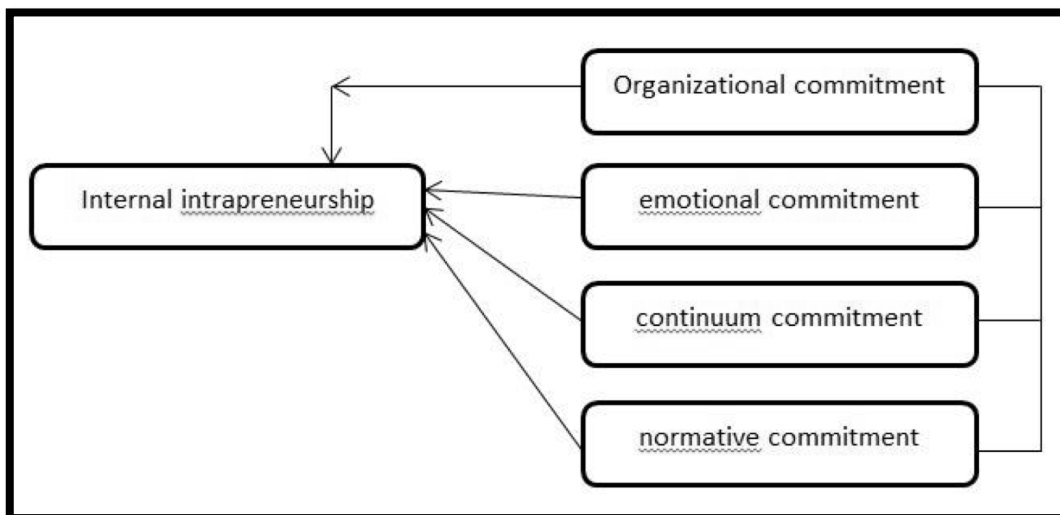 Organizational commitment
Internal intrapreneurship
emotional commitment
continuum commitment
normative commitment